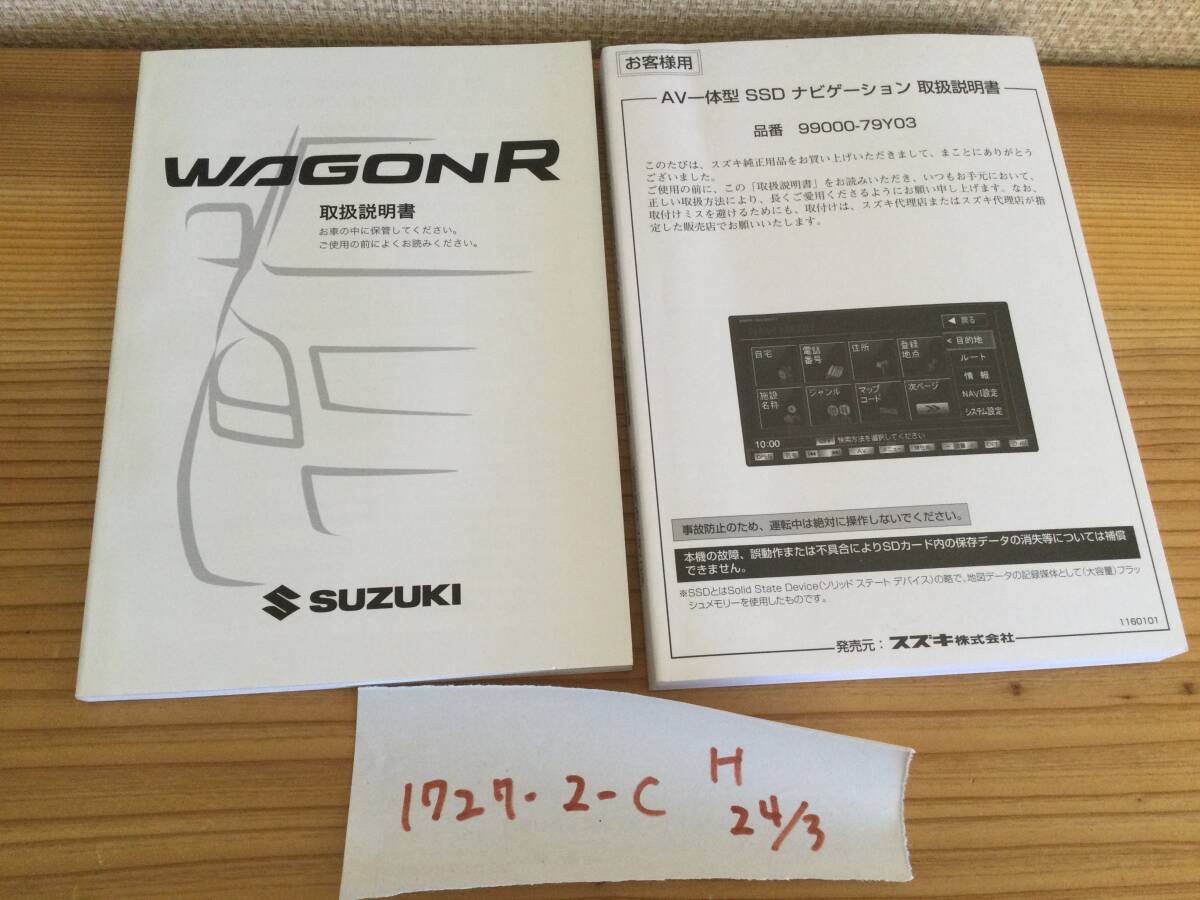 WAGON R
取扱説明書
お車の中に保管してください。
ご使用の前によくお読みください。
SUZUKI
お客様用
AV一体型 SSD ナビゲーション 取扱説明書
品番 99000-79Y03
このたびは、スズキ純正用品をお買い上げいただきまして、まことにありがとう
ございました。
ご使用の前に、この「取扱説明書」をお読みいただき、いつもお手元において、
正しい取扱方法により、長くご愛用くださるようにお願い申し上げます。なお、
取付けミスを避けるためにも、取付けは、スズキ代理店またはスズキ代理店が指
定した販売店でお願いいたします。
戻る
自宅
電話
番号
住所
登録
地点
目的地
ルート
情報
施設
名称
ジャンル
マップ
コード
次ページ
NAVI設定
システム設定
10:00
検索方法を選択してください
事故防止のため、運転中は絶対に操作しないでください。
本機の故障、誤動作または不具合によりSDカード内の保存データの消失等については補償
できません。
※SSDとはSolid State Device(ソリッド ステート デバイス)の略で、地図データの記録媒体として(大容量)フラッ
シュメモリーを使用したものです。
1160101
発売元：スズキ株式会社
1727-2-C
H
24/3